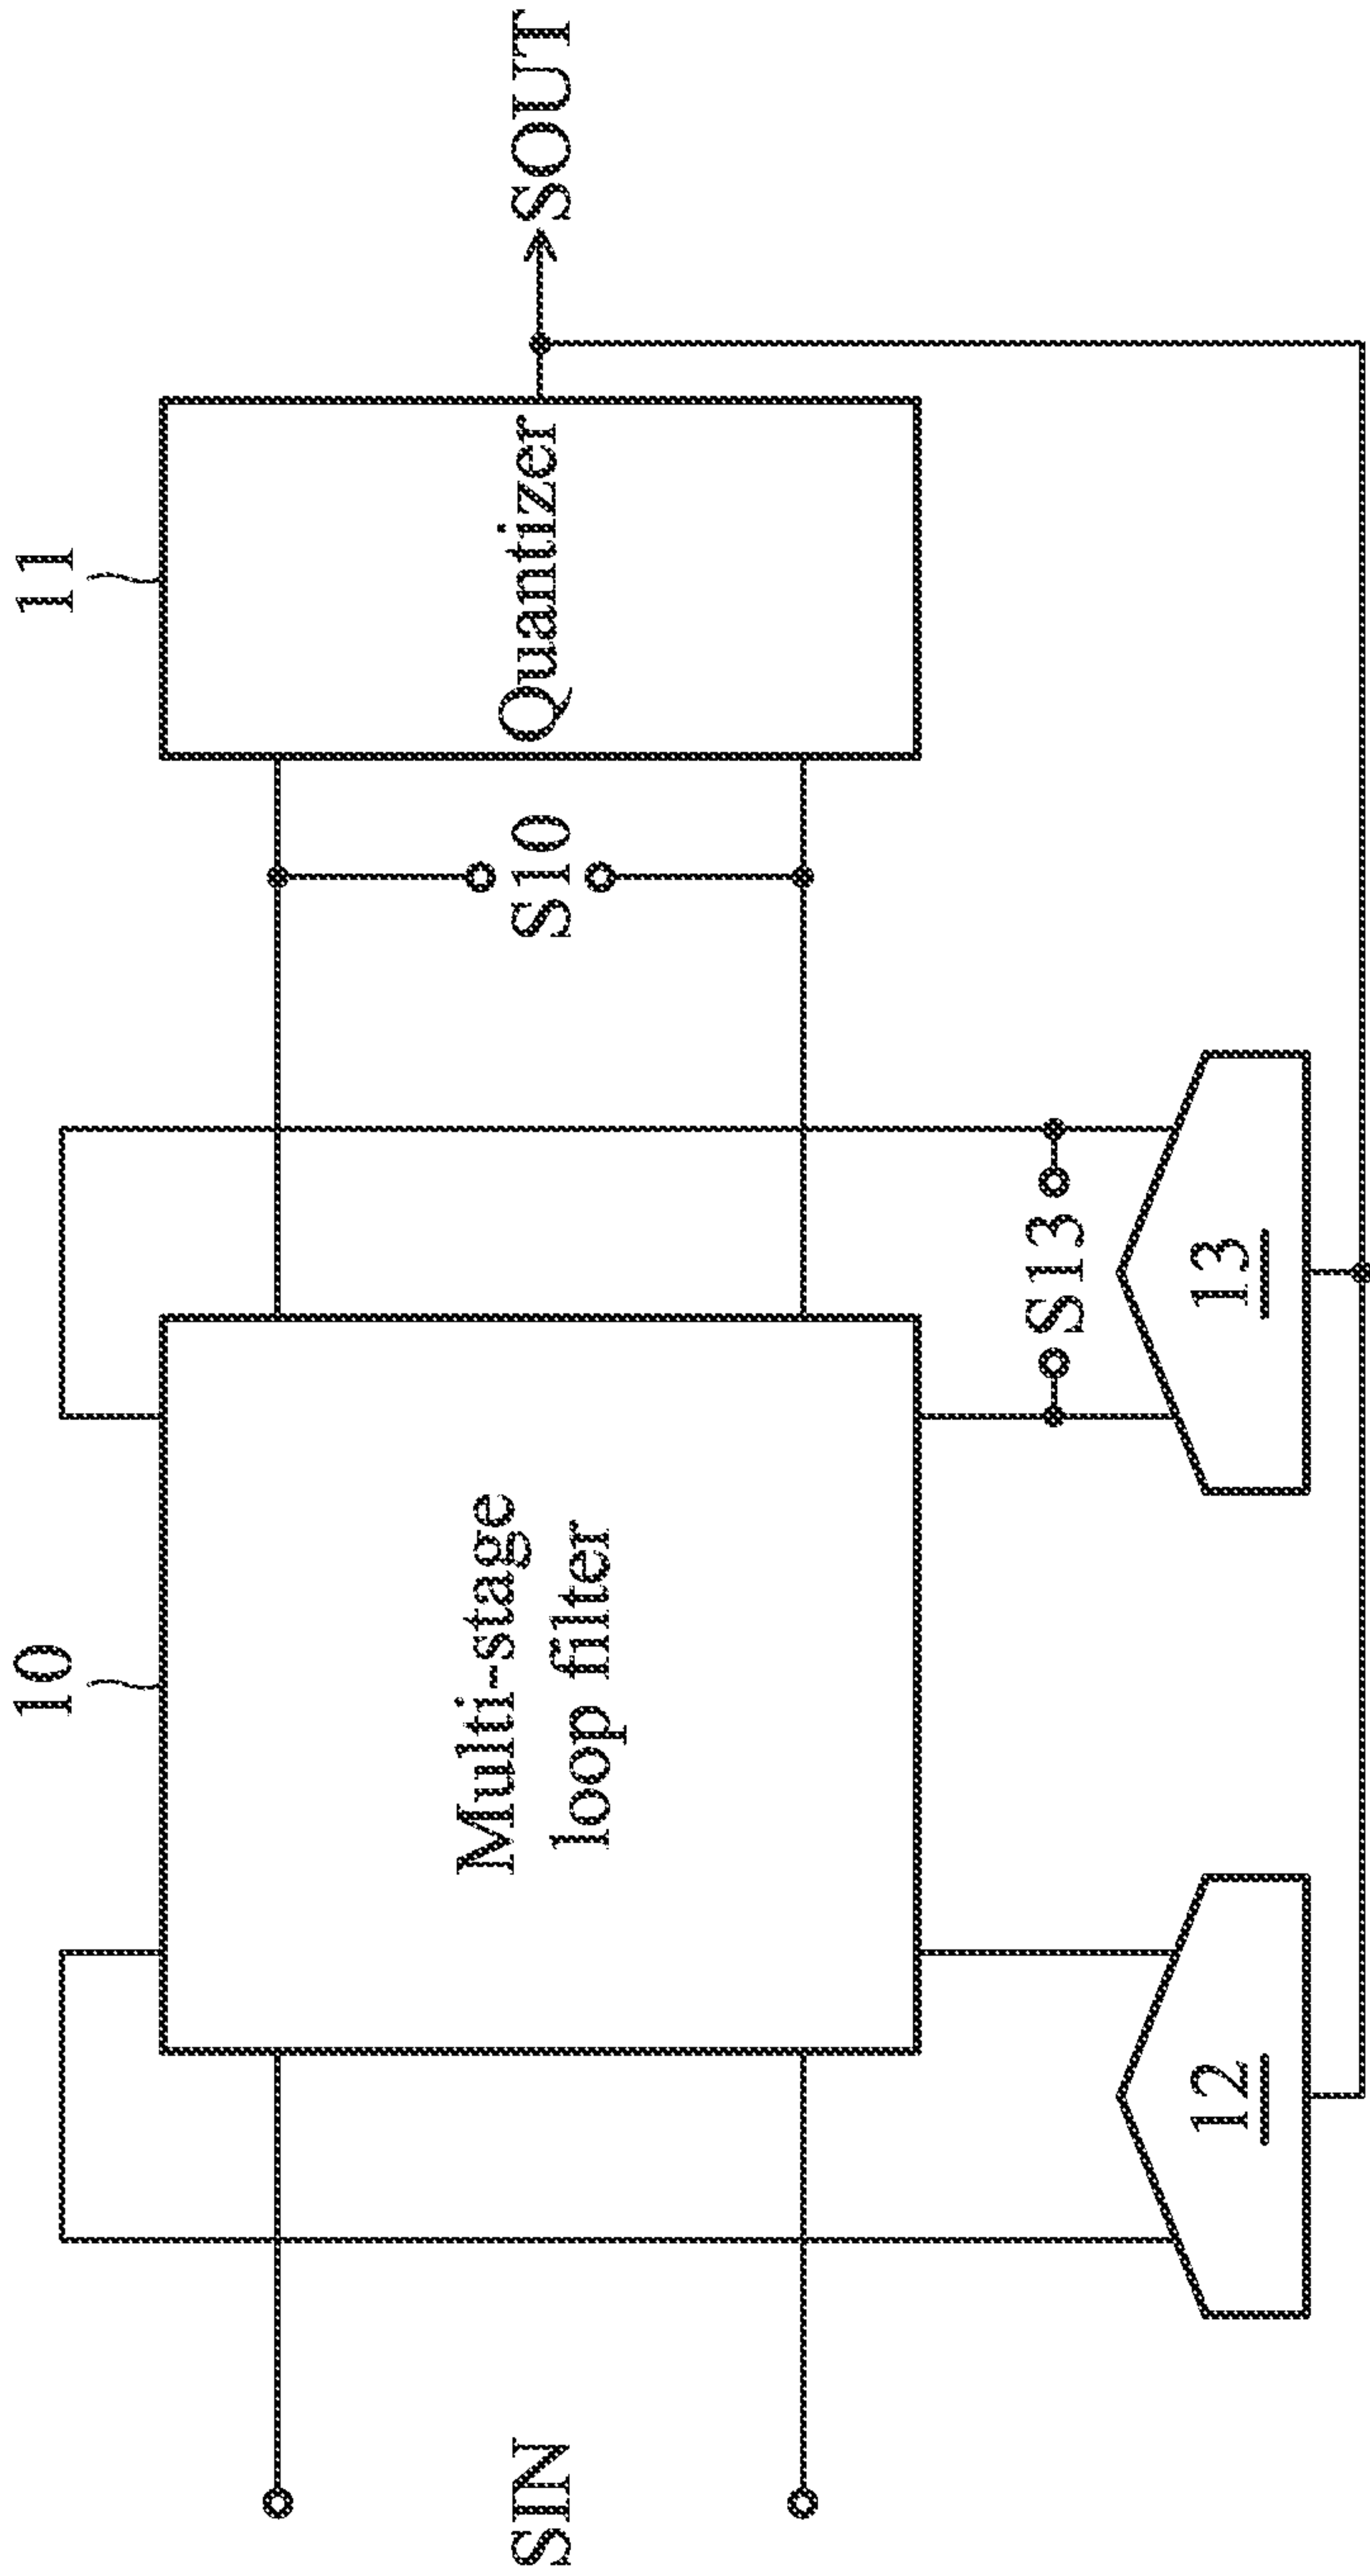 10
11
SIN
Multi-stage
loop filter
S10
Quantizer
SOUT
S13
12
13